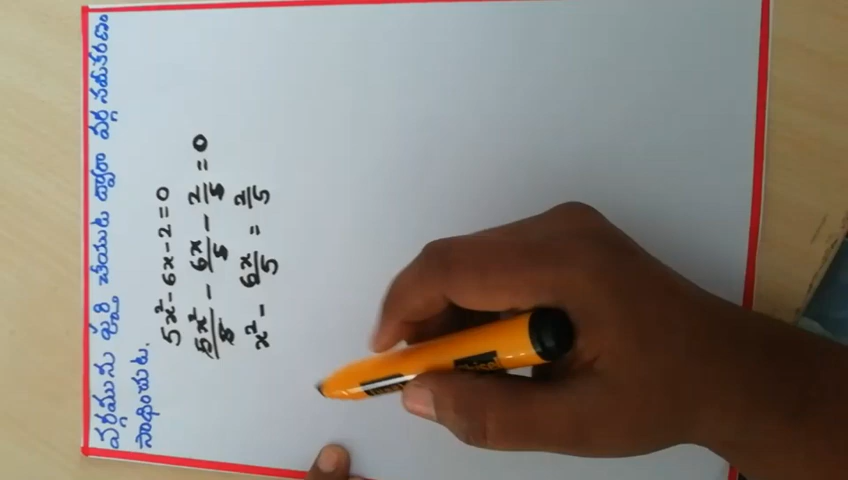 వర్గమును పూర్తి చేయుట ద్వారా వర్గ సమీకరణం
సాధించుట.
5x² - 6x - 2 = 0
5x²/5 - 6x/5 - 2/5 = 0
x² - 6x/5 = 2/5